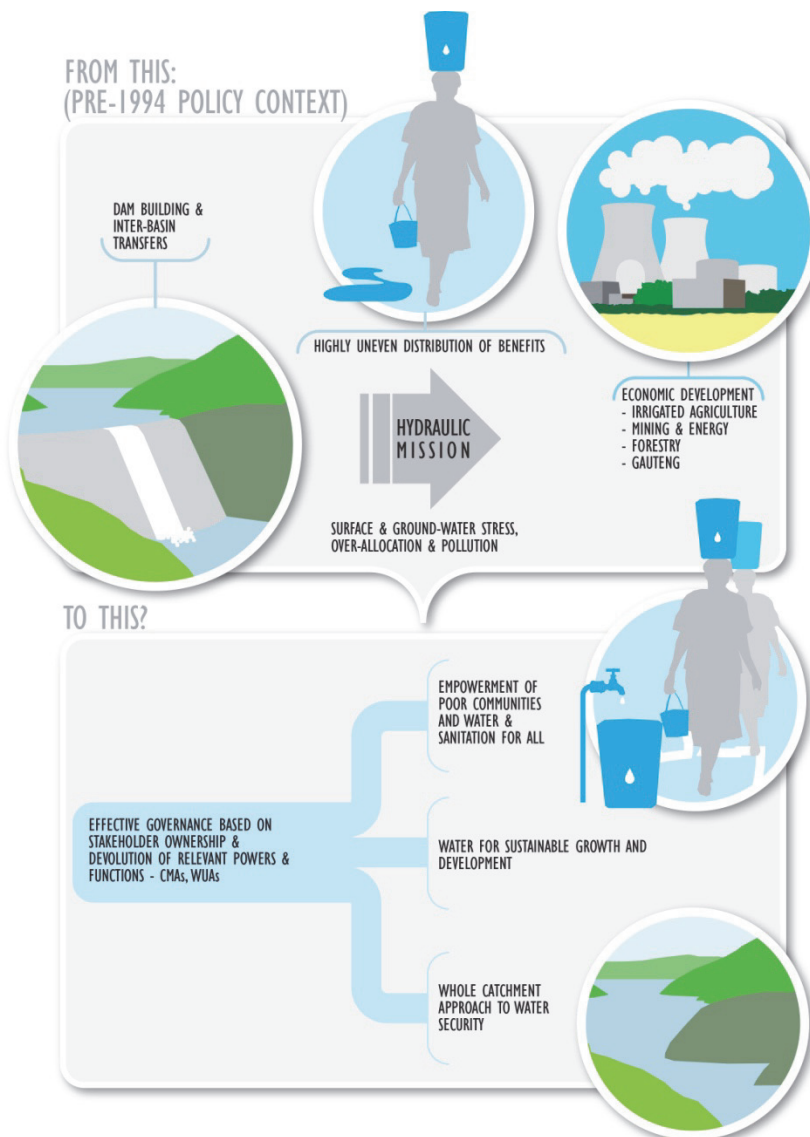 FROM THIS:
(PRE-1994 POLICY CONTEXT)
DAM BUILDING &
INTER-BASIN
TRANSFERS
HIGHLY UNEVEN DISTRIBUTION OF BENEFITS
HYDRAULIC
MISSION
ECONOMIC DEVELOPMENT
- IRRIGATED AGRICULTURE
- MINING & ENERGY
- FORESTRY
- GAUTENG
SURFACE & GROUND-WATER STRESS,
OVER-ALLOCATION & POLLUTION
TO THIS?
EMPOWERMENT OF
POOR COMMUNITIES
AND WATER &
SANITATION FOR ALL
EFFECTIVE GOVERNANCE BASED ON
STAKEHOLDER OWNERSHIP &
DEVOLUTION OF RELEVANT POWERS &
FUNCTIONS - CMAs, WUAs
WATER FOR SUSTAINABLE GROWTH AND
DEVELOPMENT
WHOLE CATCHMENT
APPROACH TO WATER
SECURITY